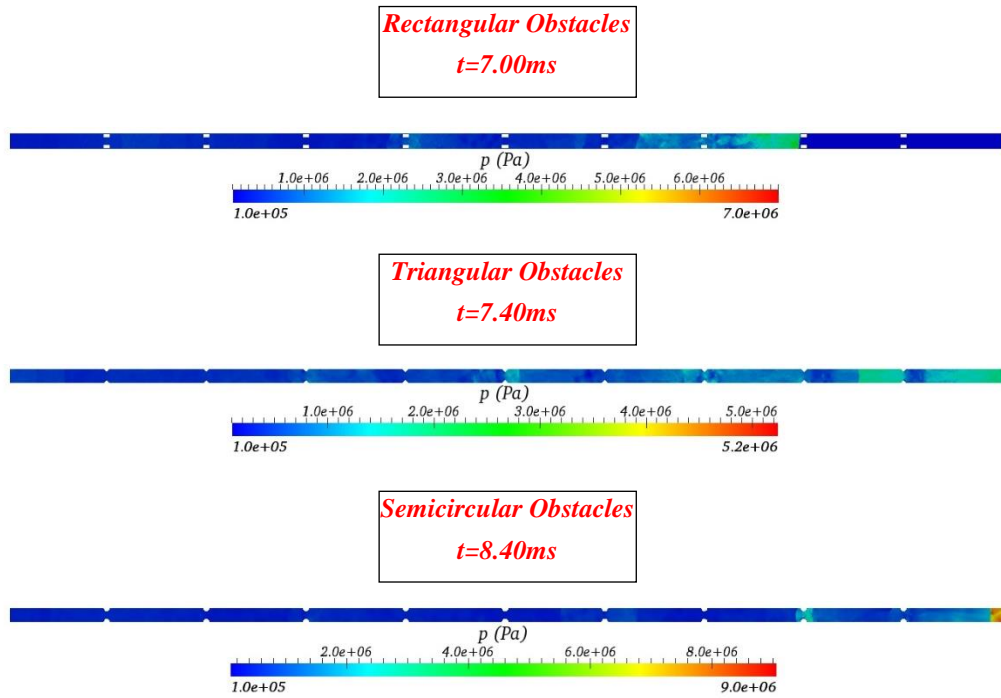 Rectangular Obstacles
t=7.00ms
p (Pa)
1.0e+06 2.0e+06 3.0e+06 4.0e+06 5.0e+06 6.0e+06
1.0e+05 7.0e+06
Triangular Obstacles
t=7.40ms
p (Pa)
1.0e+06 2.0e+06 3.0e+06 4.0e+06 5.0e+06
1.0e+05 5.2e+06
Semicircular Obstacles
t=8.40ms
p (Pa)
2.0e+06 4.0e+06 6.0e+06 8.0e+06
1.0e+05 9.0e+06